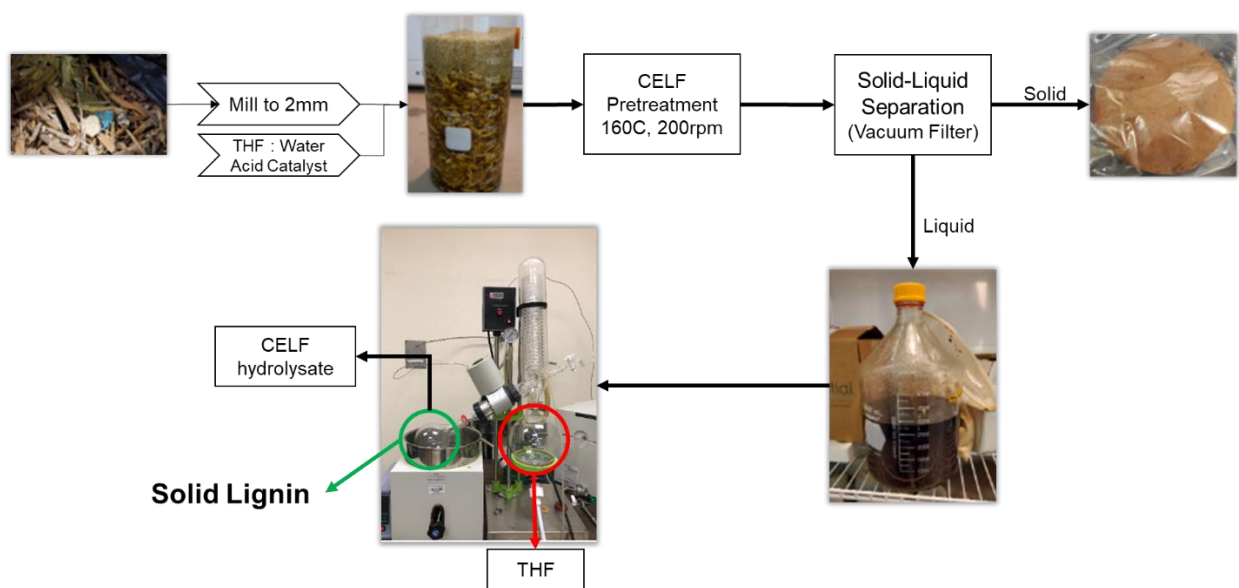 Mill to 2mm
THF : Water
Acid Catalyst
CELF
Pretreatment
160C, 200rpm
Solid-Liquid
Separation
(Vacuum Filter)
Solid
Liquid
CELF
hydrolysate
Solid Lignin
THF